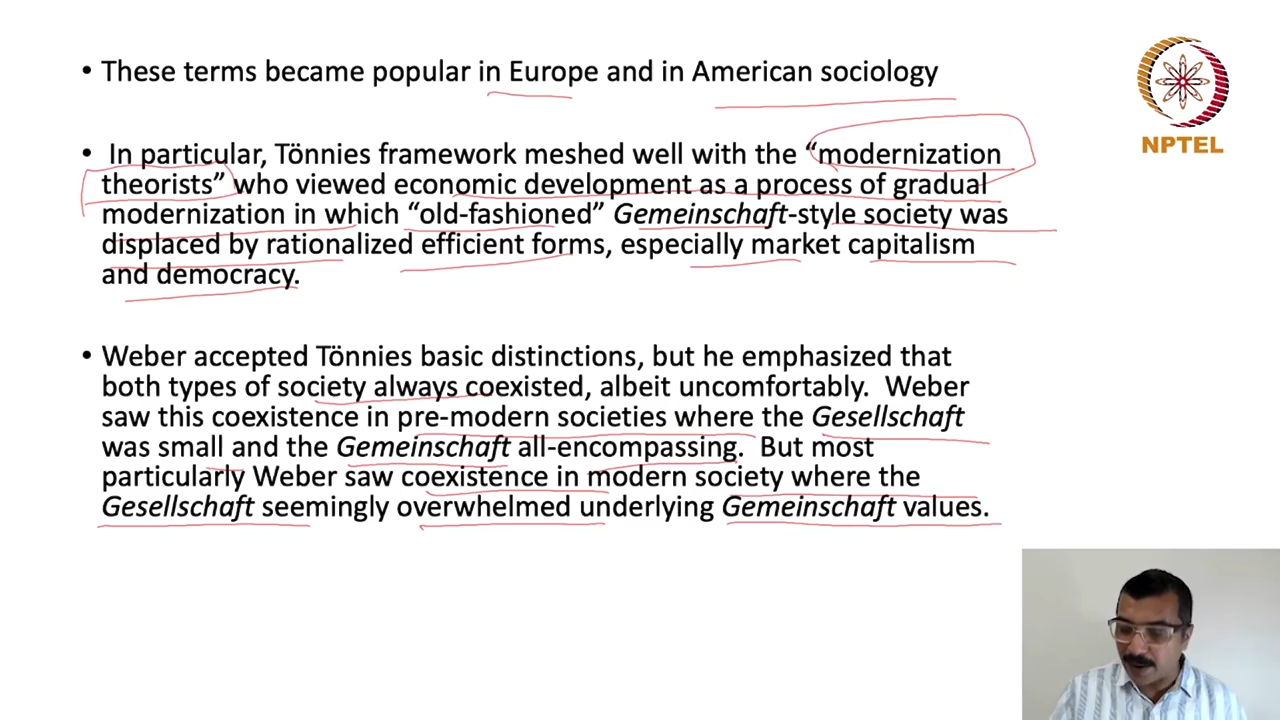 • These terms became popular in Europe and in American sociology
• In particular, Tönnies framework meshed well with the “modernization
theorists” who viewed economic development as a process of gradual
modernization in which “old-fashioned” Gemeinschaft-style society was
displaced by rationalized efficient forms, especially market capitalism
and democracy.
• Weber accepted Tönnies basic distinctions, but he emphasized that
both types of society always coexisted, albeit uncomfortably. Weber
saw this coexistence in pre-modern societies where the Gesellschaft
was small and the Gemeinschaft all-encompassing. But most
particularly Weber saw coexistence in modern society where the
Gesellschaft seemingly overwhelmed underlying Gemeinschaft values.
NPTEL